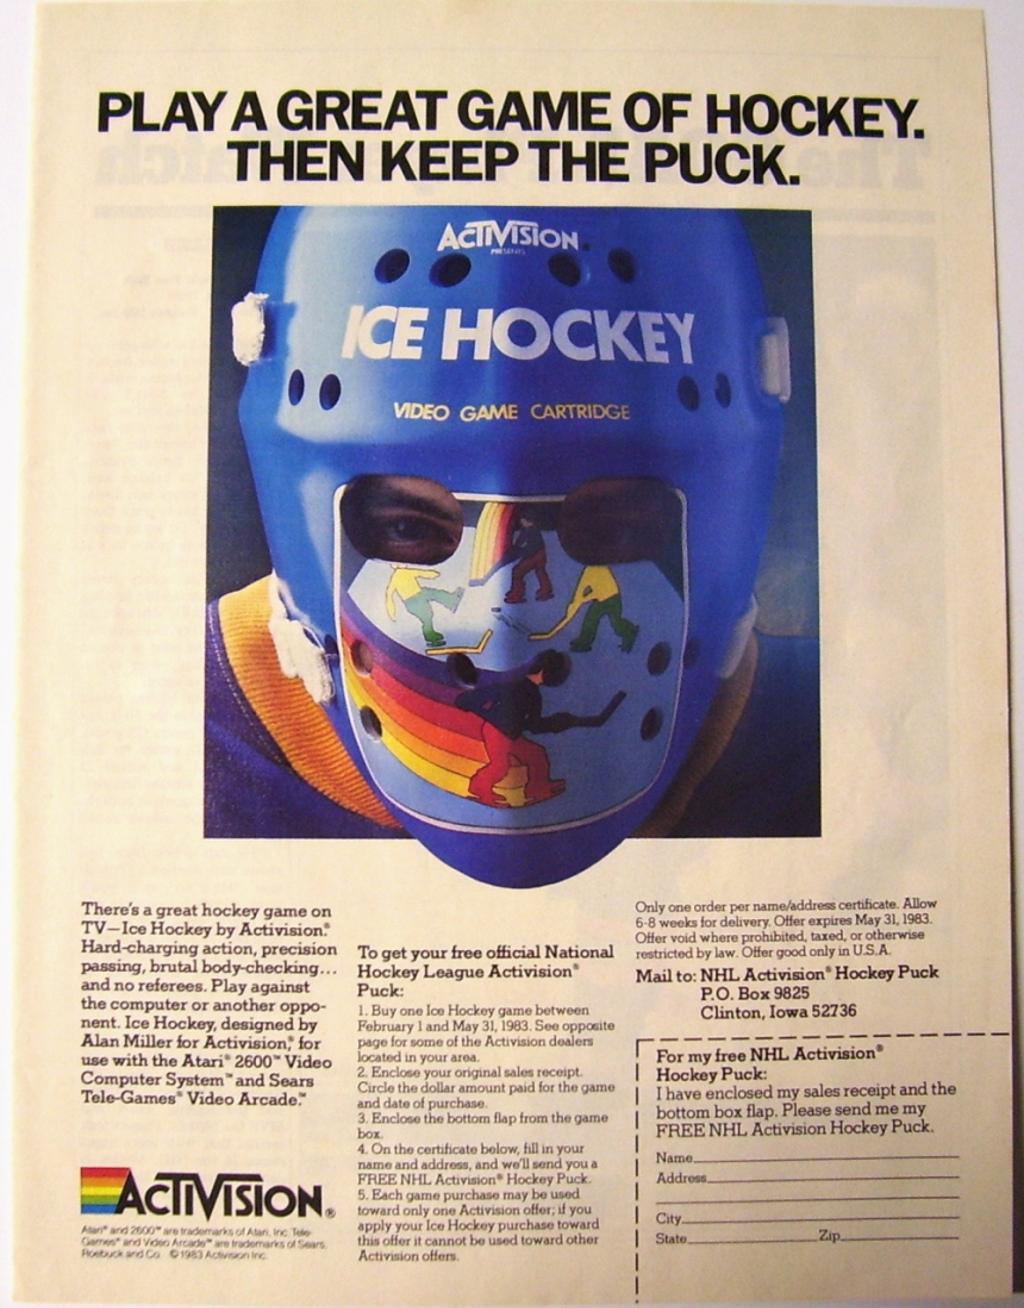 PLAY A GREAT GAME OF HOCKEY.
THEN KEEP THE PUCK.
ACTIVISION®
PRESENTS
ICE HOCKEY
VIDEO GAME CARTRIDGE
There's a great hockey game on
TV—Ice Hockey by Activision.®
Hard-charging action, precision
passing, brutal body-checking...
and no referees. Play against
the computer or another oppo-
nent. Ice Hockey, designed by
Alan Miller for Activision,® for
use with the Atari® 2600™ Video
Computer System™ and Sears
Tele-Games® Video Arcade.™
ACTIVISION®
Atari® and 2600™ are trademarks of Atari, Inc. Tele-
Games® and Video Arcade™ are trademarks of Sears,
Roebuck and Co. © 1983 Activision Inc.
To get your free official National
Hockey League Activision®
Puck:
1. Buy one Ice Hockey game between
February 1 and May 31, 1983. See opposite
page for some of the Activision dealers
located in your area.
2. Enclose your original sales receipt.
Circle the dollar amount paid for the game
and date of purchase.
3. Enclose the bottom flap from the game
box.
4. On the certificate below, fill in your
name and address, and we'll send you a
FREE NHL Activision® Hockey Puck.
5. Each game purchase may be used
toward only one Activision offer; if you
apply your Ice Hockey purchase toward
this offer it cannot be used toward other
Activision offers.
Only one order per name/address certificate. Allow
6-8 weeks for delivery. Offer expires May 31, 1983.
Offer void where prohibited, taxed, or otherwise
restricted by law. Offer good only in U.S.A.
Mail to: NHL Activision® Hockey Puck
P.O. Box 9825
Clinton, Iowa 52736
For my free NHL Activision®
Hockey Puck:
I have enclosed my sales receipt and the
bottom box flap. Please send me my
FREE NHL Activision Hockey Puck.
Name
Address
City
State Zip